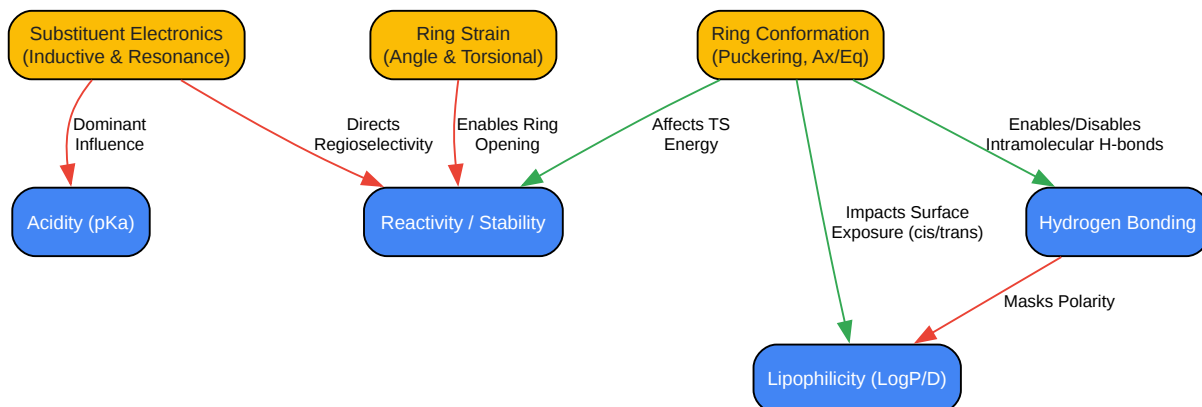 Substituent Electronics
(Inductive & Resonance)
Ring Strain
(Angle & Torsional)
Ring Conformation
(Puckering, Ax/Eq)
Dominant
Influence
Directs
Regioselectivity
Enables Ring
Opening
Affects TS
Energy
Enables/Disables
Intramolecular H-bonds
Acidity (pKa)
Reactivity / Stability
Impacts Surface
Exposure (cis/trans)
Hydrogen Bonding
Masks Polarity
Lipophilicity (LogP/D)